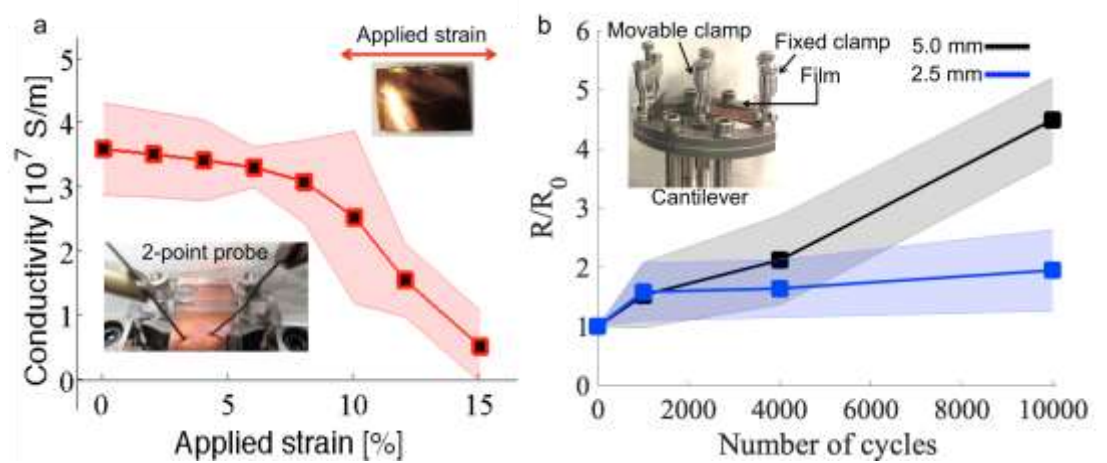 a
Applied strain
2-point probe
Conductivity [10^7 S/m]
5
4
3
2
1
0
0 5 10 15
Applied strain [%]
b
Movable clamp
Fixed clamp
Film
Cantilever
5.0 mm
2.5 mm
R/R_0
6
5
4
3
2
1
0
0 2000 4000 6000 8000 10000
Number of cycles